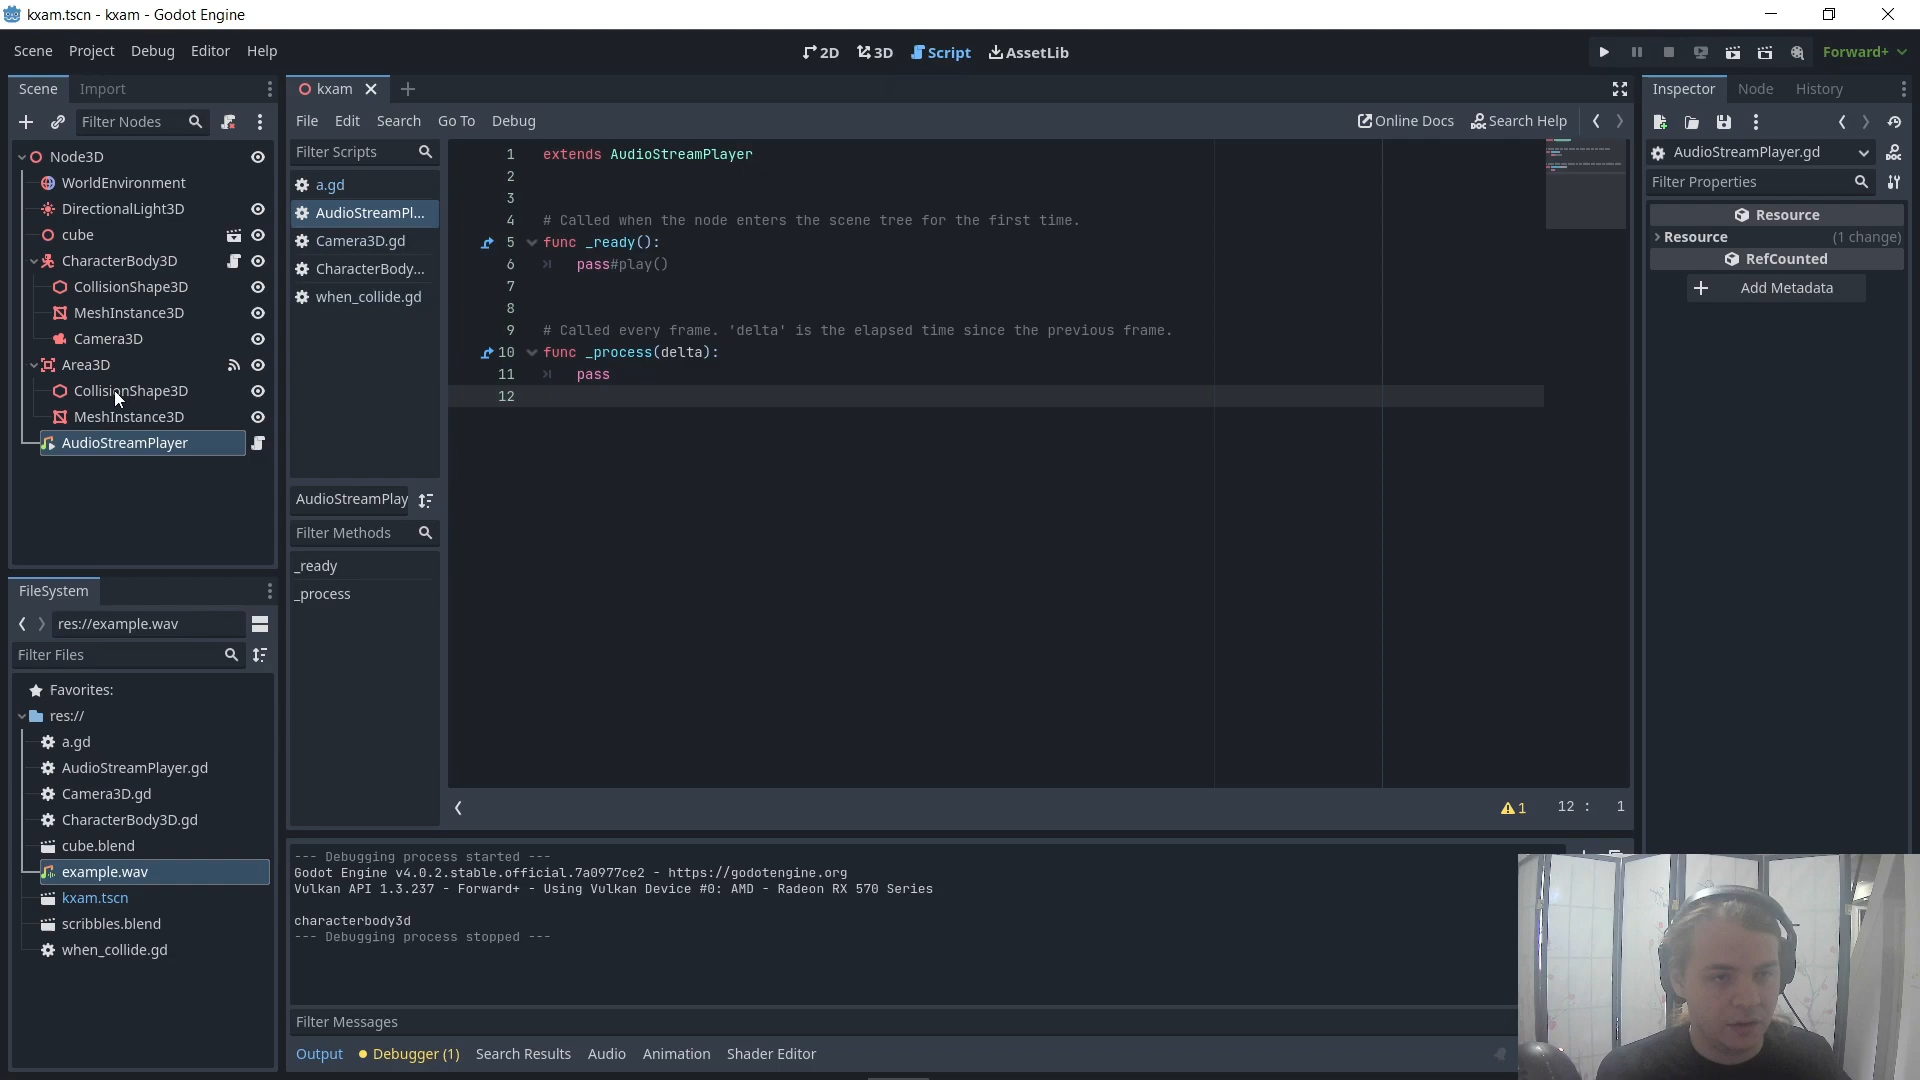 kxam.tscn - kxam - Godot Engine
Scene Project Debug Editor Help
2D 3D Script AssetLib
Forward+
Scene Import
kxam
Inspector Node History
Filter Nodes
File Edit Search Go To Debug
Online Docs Search Help
Node3D
WorldEnvironment
DirectionalLight3D
cube
CharacterBody3D
CollisionShape3D
MeshInstance3D
Camera3D
Area3D
CollisionShape3D
MeshInstance3D
AudioStreamPlayer
Filter Scripts
a.gd
AudioStreamPl...
Camera3D.gd
CharacterBody...
when_collide.gd
AudioStreamPlay
Filter Methods
_ready
_process
1 extends AudioStreamPlayer
2
3
4 # Called when the node enters the scene tree for the first time.
5 func _ready():
6 pass#play()
7
8
9 # Called every frame. 'delta' is the elapsed time since the previous frame.
10 func _process(delta):
11 pass
12
1 12 : 1
AudioStreamPlayer.gd
Filter Properties
Resource
Resource (1 change)
RefCounted
Add Metadata
FileSystem
res://example.wav
Filter Files
Favorites:
res://
a.gd
AudioStreamPlayer.gd
Camera3D.gd
CharacterBody3D.gd
cube.blend
example.wav
kxam.tscn
scribbles.blend
when_collide.gd
--- Debugging process started ---
Godot Engine v4.0.2.stable.official.7a0977ce2 - https://godotengine.org
Vulkan API 1.3.237 - Forward+ - Using Vulkan Device #0: AMD - Radeon RX 570 Series
characterbody3d
--- Debugging process stopped ---
Filter Messages
Output Debugger (1) Search Results Audio Animation Shader Editor